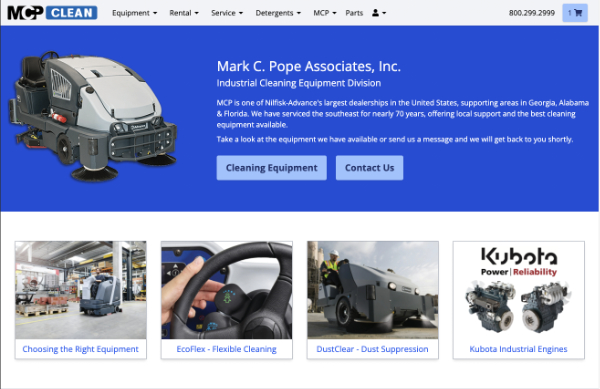 MCP CLEAN
Equipment Rental Service Detergents MCP Parts 800.299.2999 1
Mark C. Pope Associates, Inc.
Industrial Cleaning Equipment Division
MCP is one of Nilfisk-Advance's largest dealerships in the United States, supporting areas in Georgia, Alabama
& Florida. We have serviced the southeast for nearly 70 years, offering local support and the best cleaning
equipment available.
Take a look at the equipment we have available or send us a message and we will get back to you shortly.
Cleaning Equipment Contact Us
Kubota
Power | Reliability
Choosing the Right Equipment
EcoFlex - Flexible Cleaning
DustClear - Dust Suppression
Kubota Industrial Engines